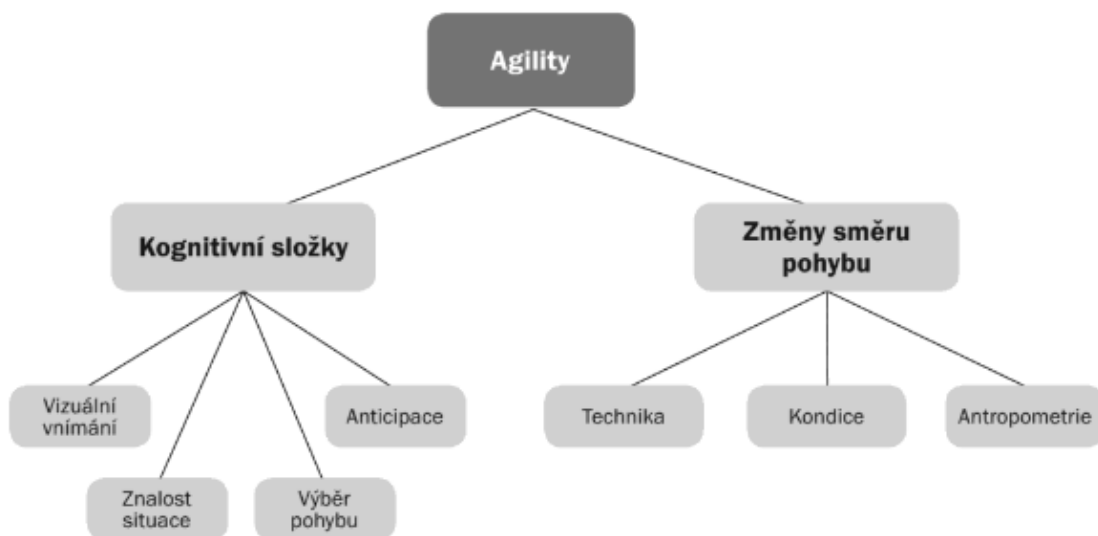 Agility
Kognitivní složky
Změny směru
pohybu
Vizuální
vnímání
Anticipace
Technika
Kondice
Antropometrie
Znalost
situace
Výběr
pohybu